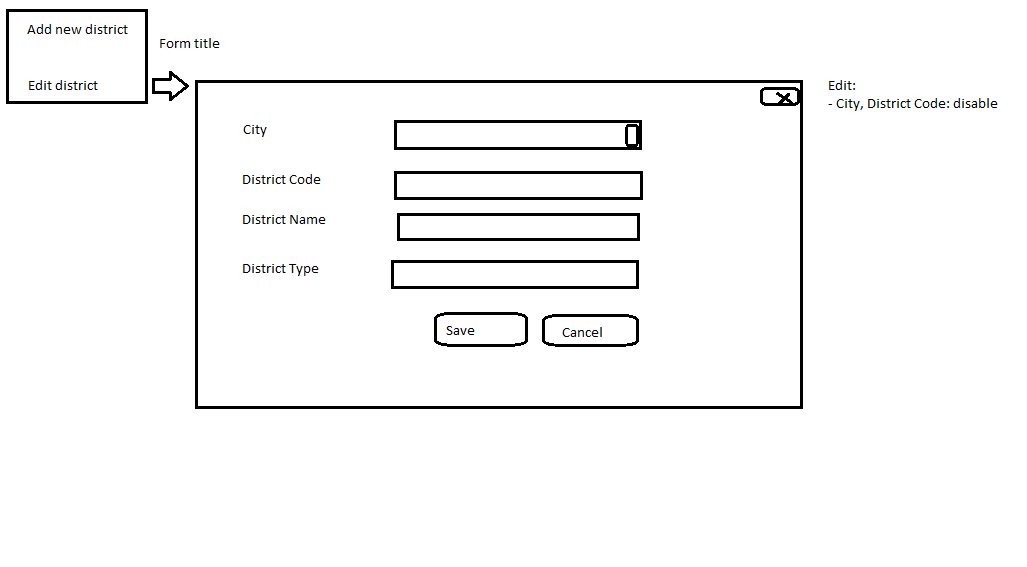 Add new district
Edit district
Form title
Edit:
- City, District Code: disable
City
District Code
District Name
District Type
Save
Cancel